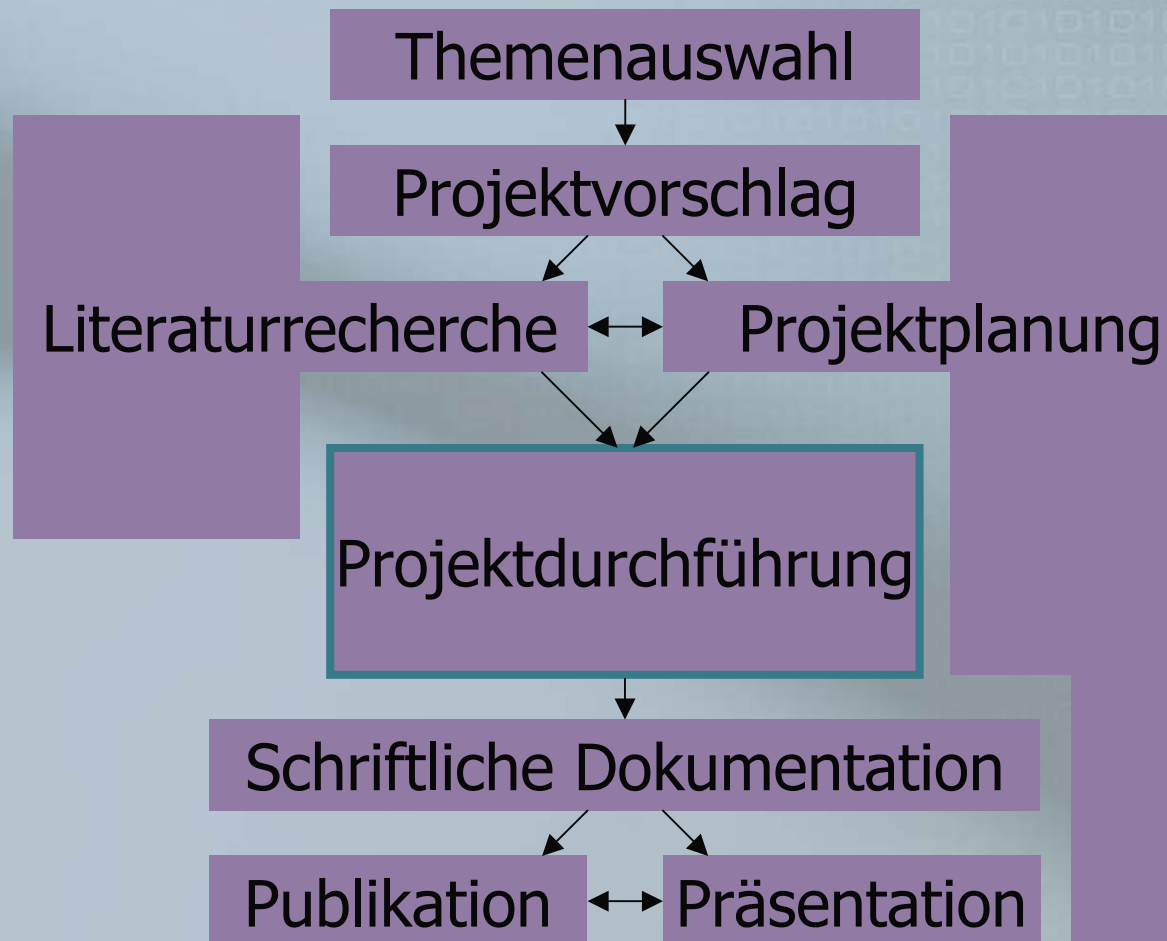 Themenauswahl
Projektvorschlag
Literaturrecherche
Projektplanung
Projektdurchführung
Schriftliche Dokumentation
Publikation
Präsentation